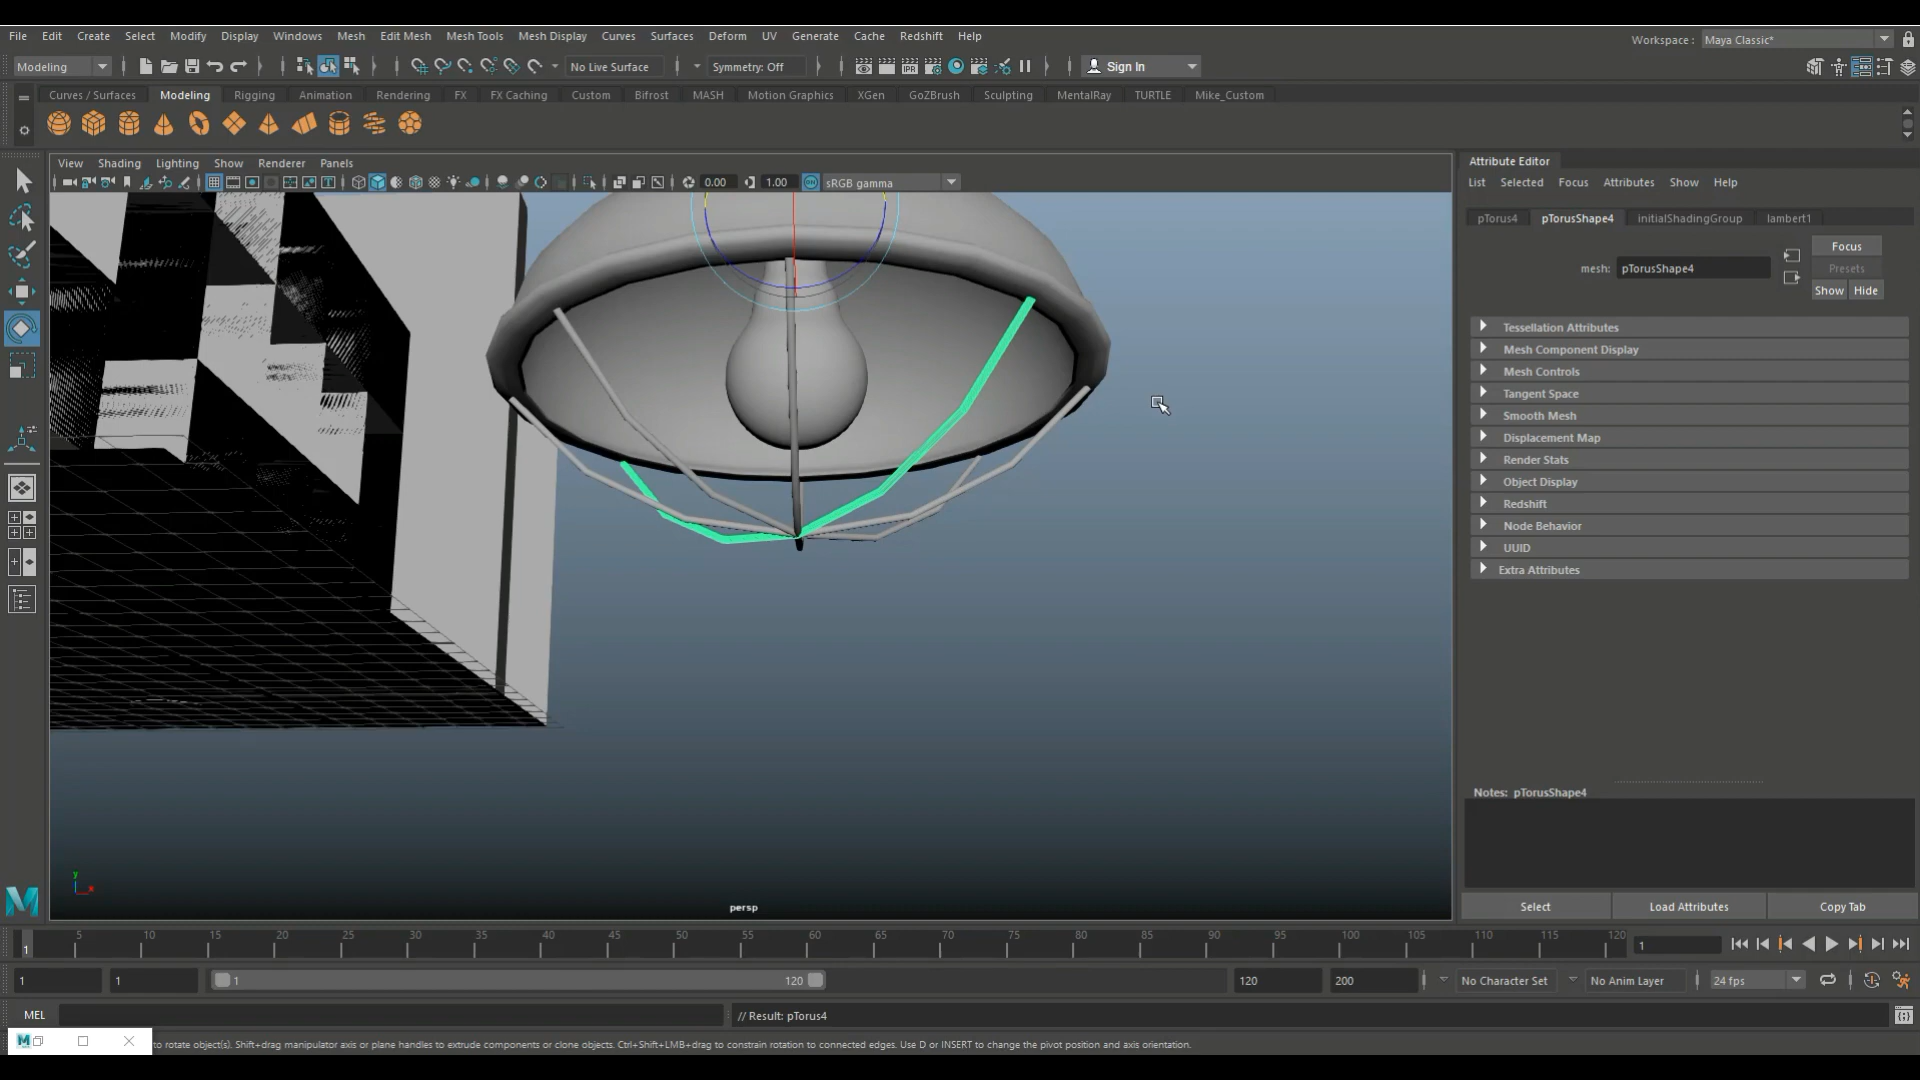 File Edit Create Select Modify Display Windows Mesh Edit Mesh Mesh Tools Mesh Display Curves Surfaces Deform UV Generate Cache Redshift Help
Workspace : Maya Classic*
Modeling No Live Surface Symmetry: Off Sign In
Curves / Surfaces Modeling Rigging Animation Rendering FX FX Caching Custom Bifrost MASH Motion Graphics XGen GoZBrush Sculpting MentalRay TURTLE Mike_Custom
View Shading Lighting Show Renderer Panels
0.00 1.00 sRGB gamma
persp
Attribute Editor
List Selected Focus Attributes Show Help
pTorus4 pTorusShape4 initialShadingGroup lambert1
Focus
mesh: pTorusShape4
Presets
Show Hide
Tessellation Attributes
Mesh Component Display
Mesh Controls
Tangent Space
Smooth Mesh
Displacement Map
Render Stats
Object Display
Redshift
Node Behavior
UUID
Extra Attributes
Notes: pTorusShape4
Select Load Attributes Copy Tab
1 5 10 15 20 25 30 35 40 45 50 55 60 65 70 75 80 85 90 95 100 105 110 115 120 1
1 1 1 120 120 200 No Character Set No Anim Layer 24 fps
MEL // Result: pTorus4
to rotate object(s). Shift+drag manipulator axis or plane handles to extrude components or clone objects. Ctrl+Shift+LMB+drag to constrain rotation to connected edges. Use D or INSERT to change the pivot position and axis orientation.